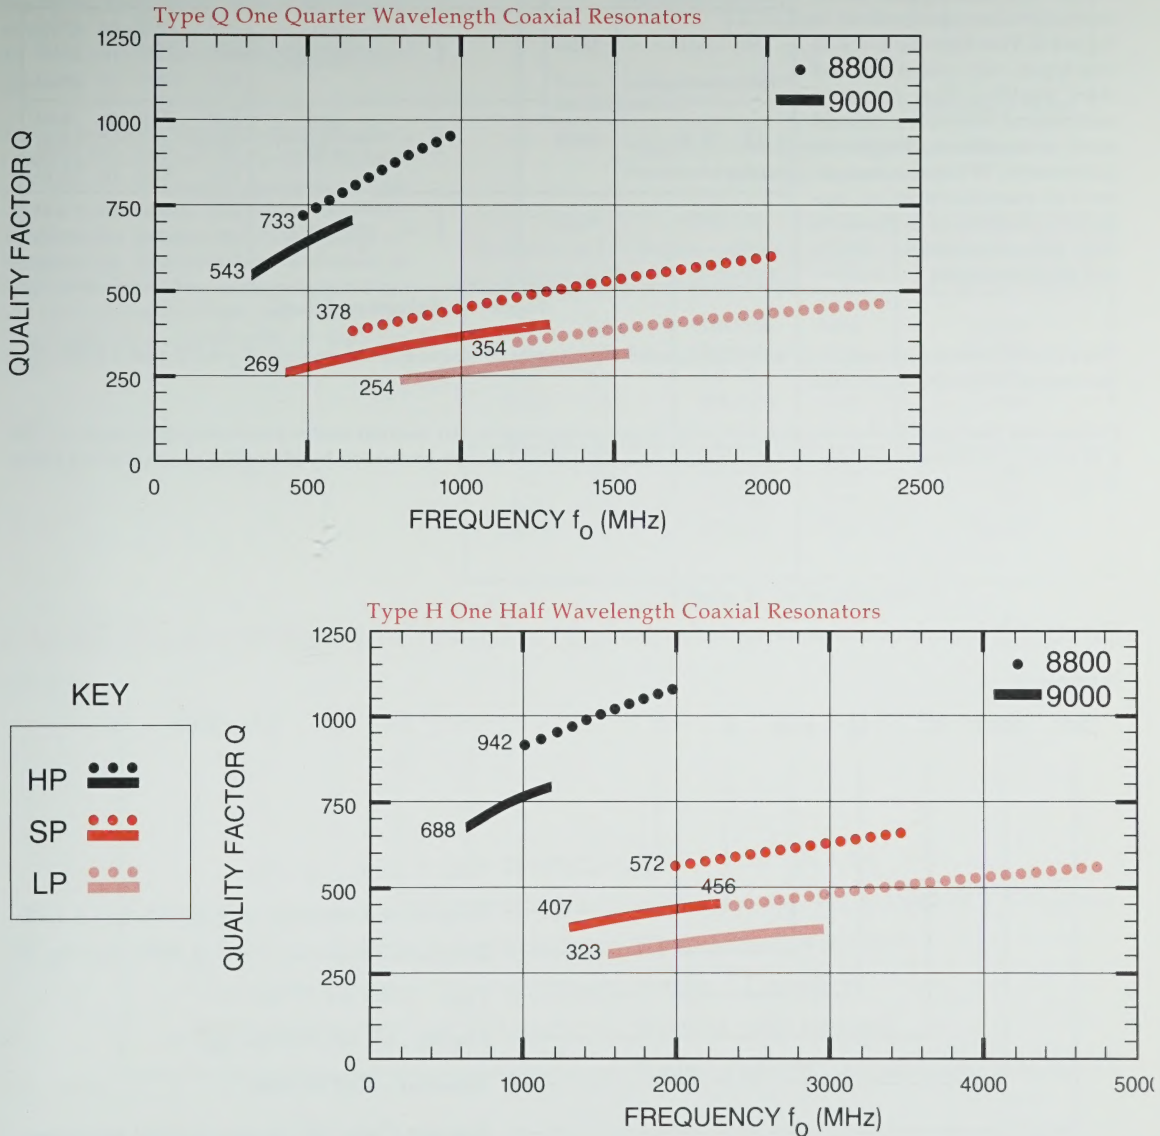 Type Q One Quarter Wavelength Coaxial Resonators
1250
1000
750
500
250
0
QUALITY FACTOR Q
8800
9000
733
543
378
269
354
254
0 500 1000 1500 2000 2500
FREQUENCY fO (MHz)
Type H One Half Wavelength Coaxial Resonators
KEY
HP
SP
LP
1250
1000
750
500
250
0
QUALITY FACTOR Q
8800
9000
942
688
572
456
407
323
0 1000 2000 3000 4000 5000
FREQUENCY fO (MHz)